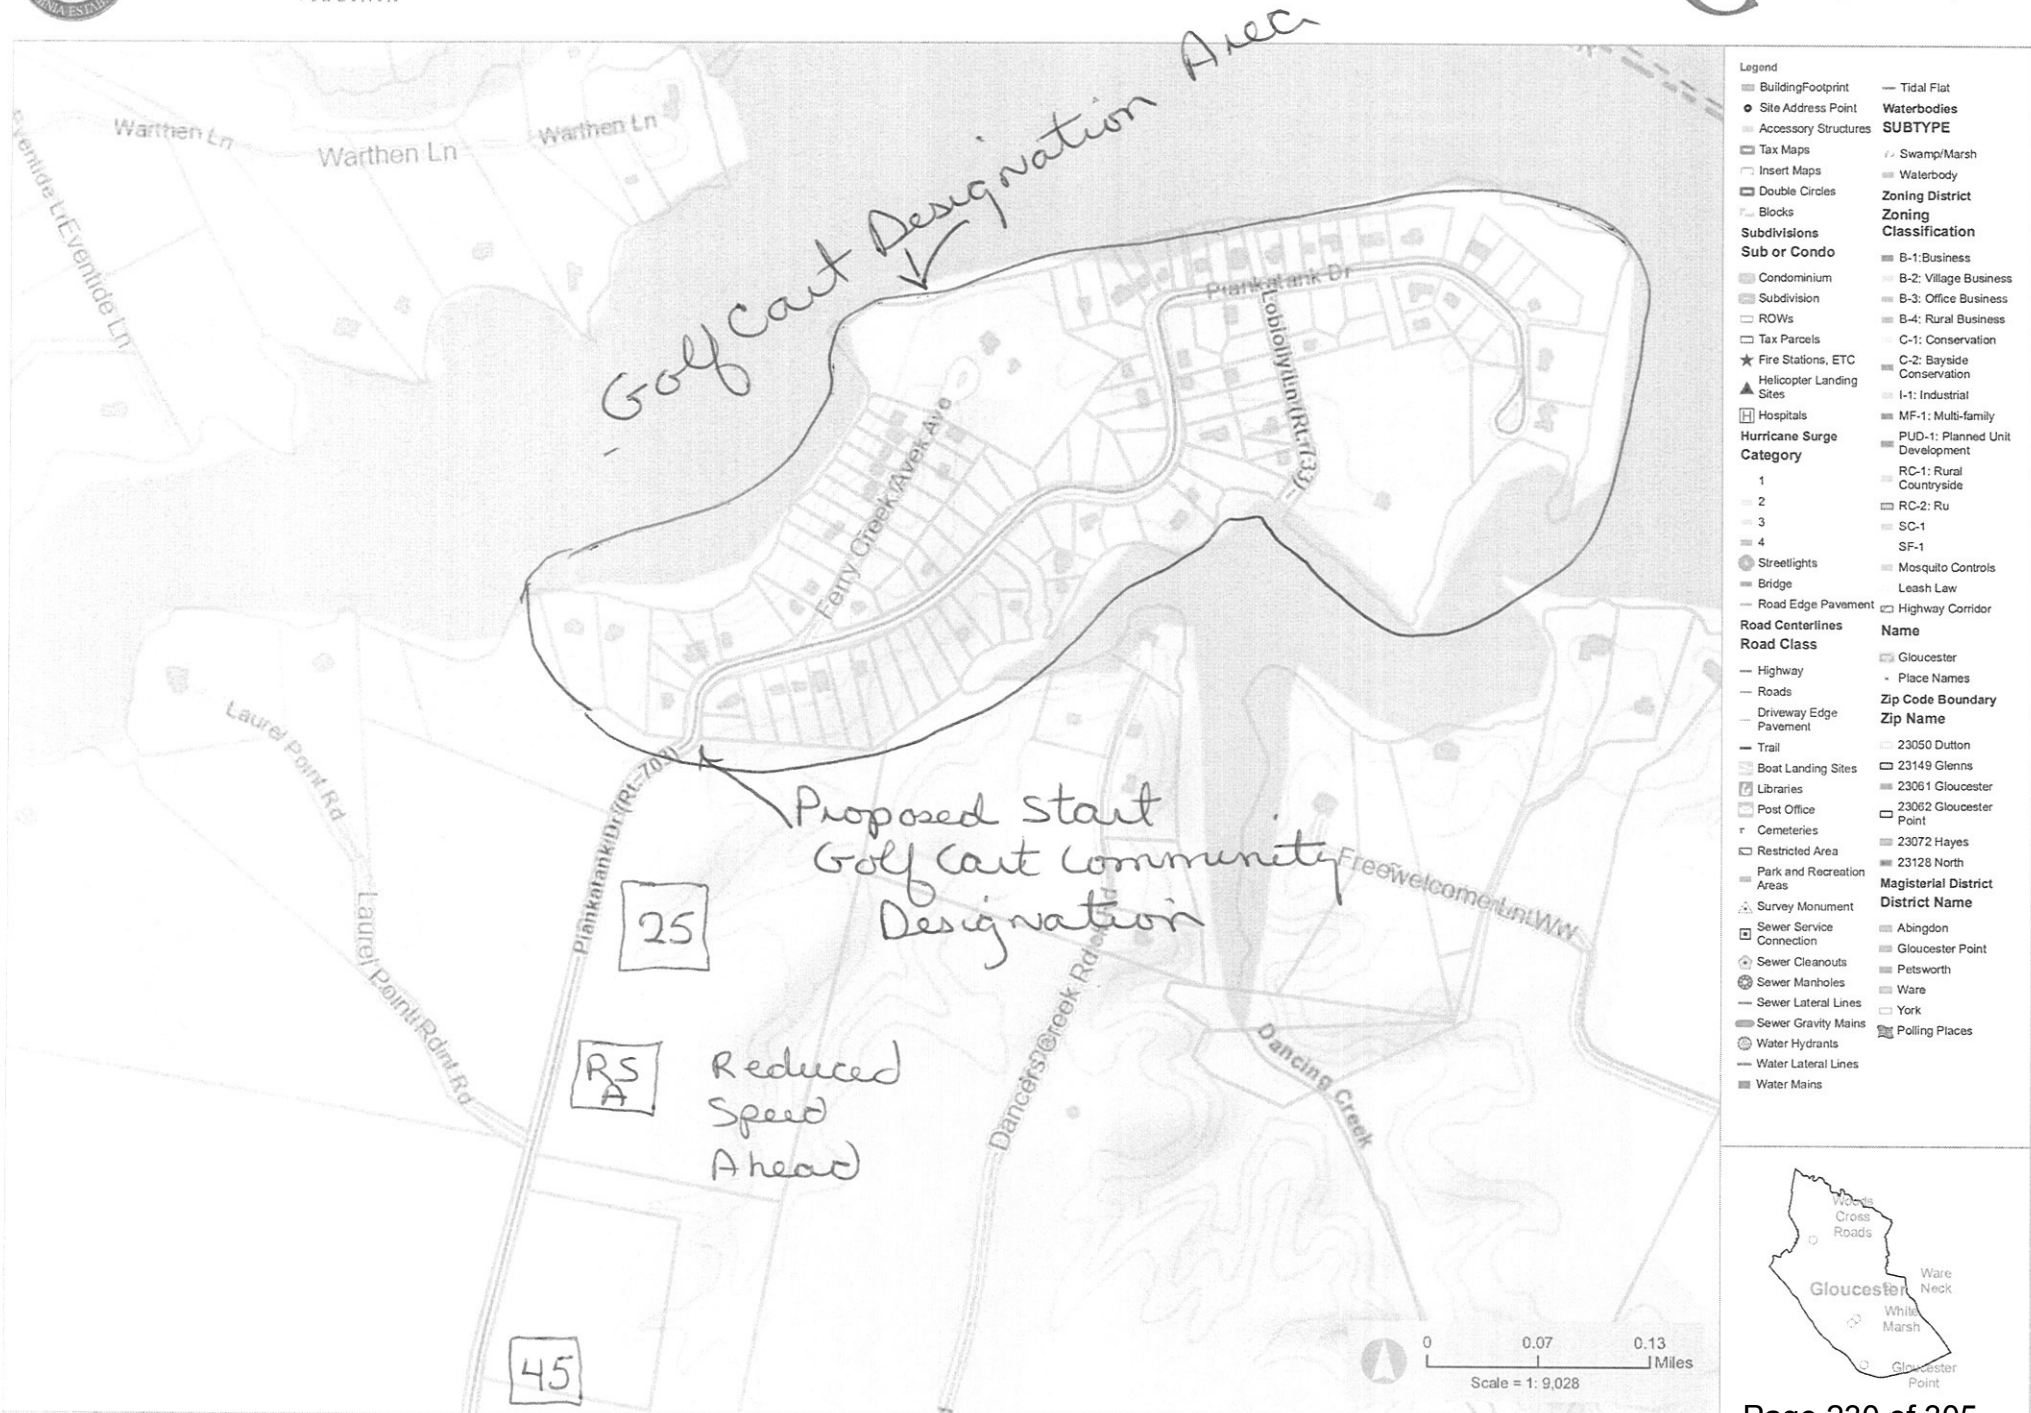 Golf Cart Designation Area
Warthen Ln
Warthen Ln
Warthen Ln
Eventide Ln
Piankatank Dr
Ferry Creek Ave
Piankatank Dr (Rt. 703)
Laurel Point Rd
Laurel Point Rd
Proposed Start
Golf Cart Community
Designation
25
RS
A
Reduced
Speed
Ahead
45
Dancers Creek Rd
Dancing Creek
0 0.07 0.13
Miles
Scale = 1: 9,028
Legend
BuildingFootprint
Site Address Point
Accessory Structures
Tax Maps
Insert Maps
Double Circles
Blocks
Subdivisions
Sub or Condo
Condominium
Subdivision
ROWs
Tax Parcels
Fire Stations, ETC
Helicopter Landing
Sites
H Hospitals
Hurricane Surge
Category
1
2
3
4
Streetlights
Bridge
Road Edge Pavement
Road Centerlines
Road Class
Highway
Roads
Driveway Edge
Pavement
Trail
Boat Landing Sites
Libraries
Post Office
Cemeteries
Restricted Area
Park and Recreation
Areas
Survey Monument
Sewer Service
Connection
Sewer Cleanouts
Sewer Manholes
Sewer Lateral Lines
Sewer Gravity Mains
Water Hydrants
Water Lateral Lines
Water Mains
Tidal Flat
Waterbodies
SUBTYPE
Swamp/Marsh
Waterbody
Zoning District
Zoning
Classification
B-1:Business
B-2: Village Business
B-3: Office Business
B-4: Rural Business
C-1: Conservation
C-2: Bayside
Conservation
I-1: Industrial
MF-1: Multi-family
PUD-1: Planned Unit
Development
RC-1: Rural
Countryside
RC-2: Ru
SC-1
SF-1
Mosquito Controls
Leash Law
Highway Corridor
Name
Gloucester
Place Names
Zip Code Boundary
Zip Name
23050 Dutton
23149 Glenns
23061 Gloucester
23062 Gloucester
Point
23072 Hayes
23128 North
Magisterial District
District Name
Abingdon
Gloucester Point
Petsworth
Ware
York
Polling Places
Woods
Cross
Roads
Ware
Neck
Gloucester
White
Marsh
Gloucester
Point
Page 230 of 305